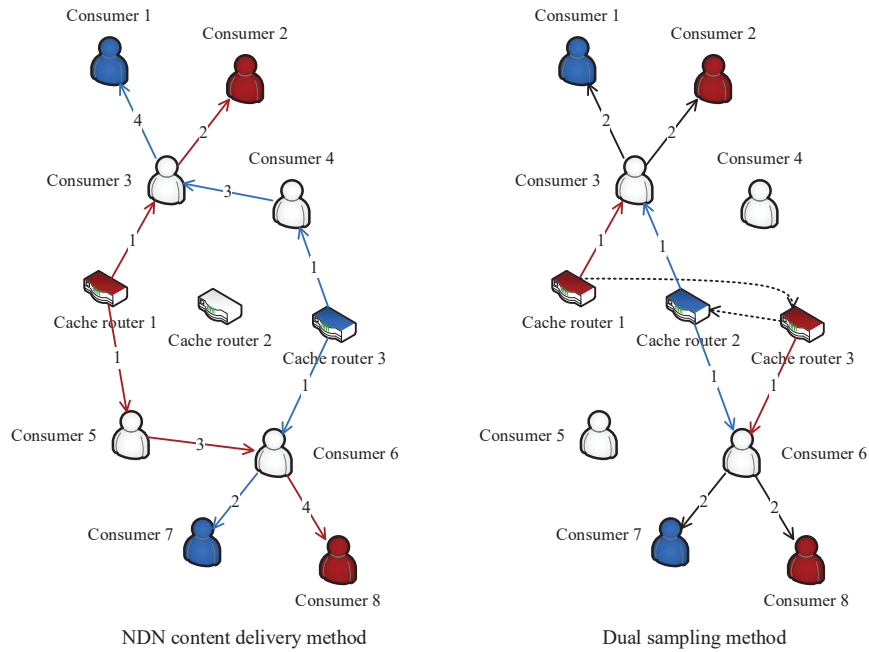 Consumer 1
Consumer 2
4
2
Consumer 4
Consumer 3
3
1
1
Cache router 1
Cache router 2
Cache router 3
1
1
Consumer 5
3
Consumer 6
2
4
Consumer 7
Consumer 8
NDN content delivery method
Consumer 1
Consumer 2
2
2
Consumer 4
Consumer 3
1
1
Cache router 1
Cache router 2
Cache router 3
1
1
Consumer 5
Consumer 6
2
2
Consumer 7
Consumer 8
Dual sampling method